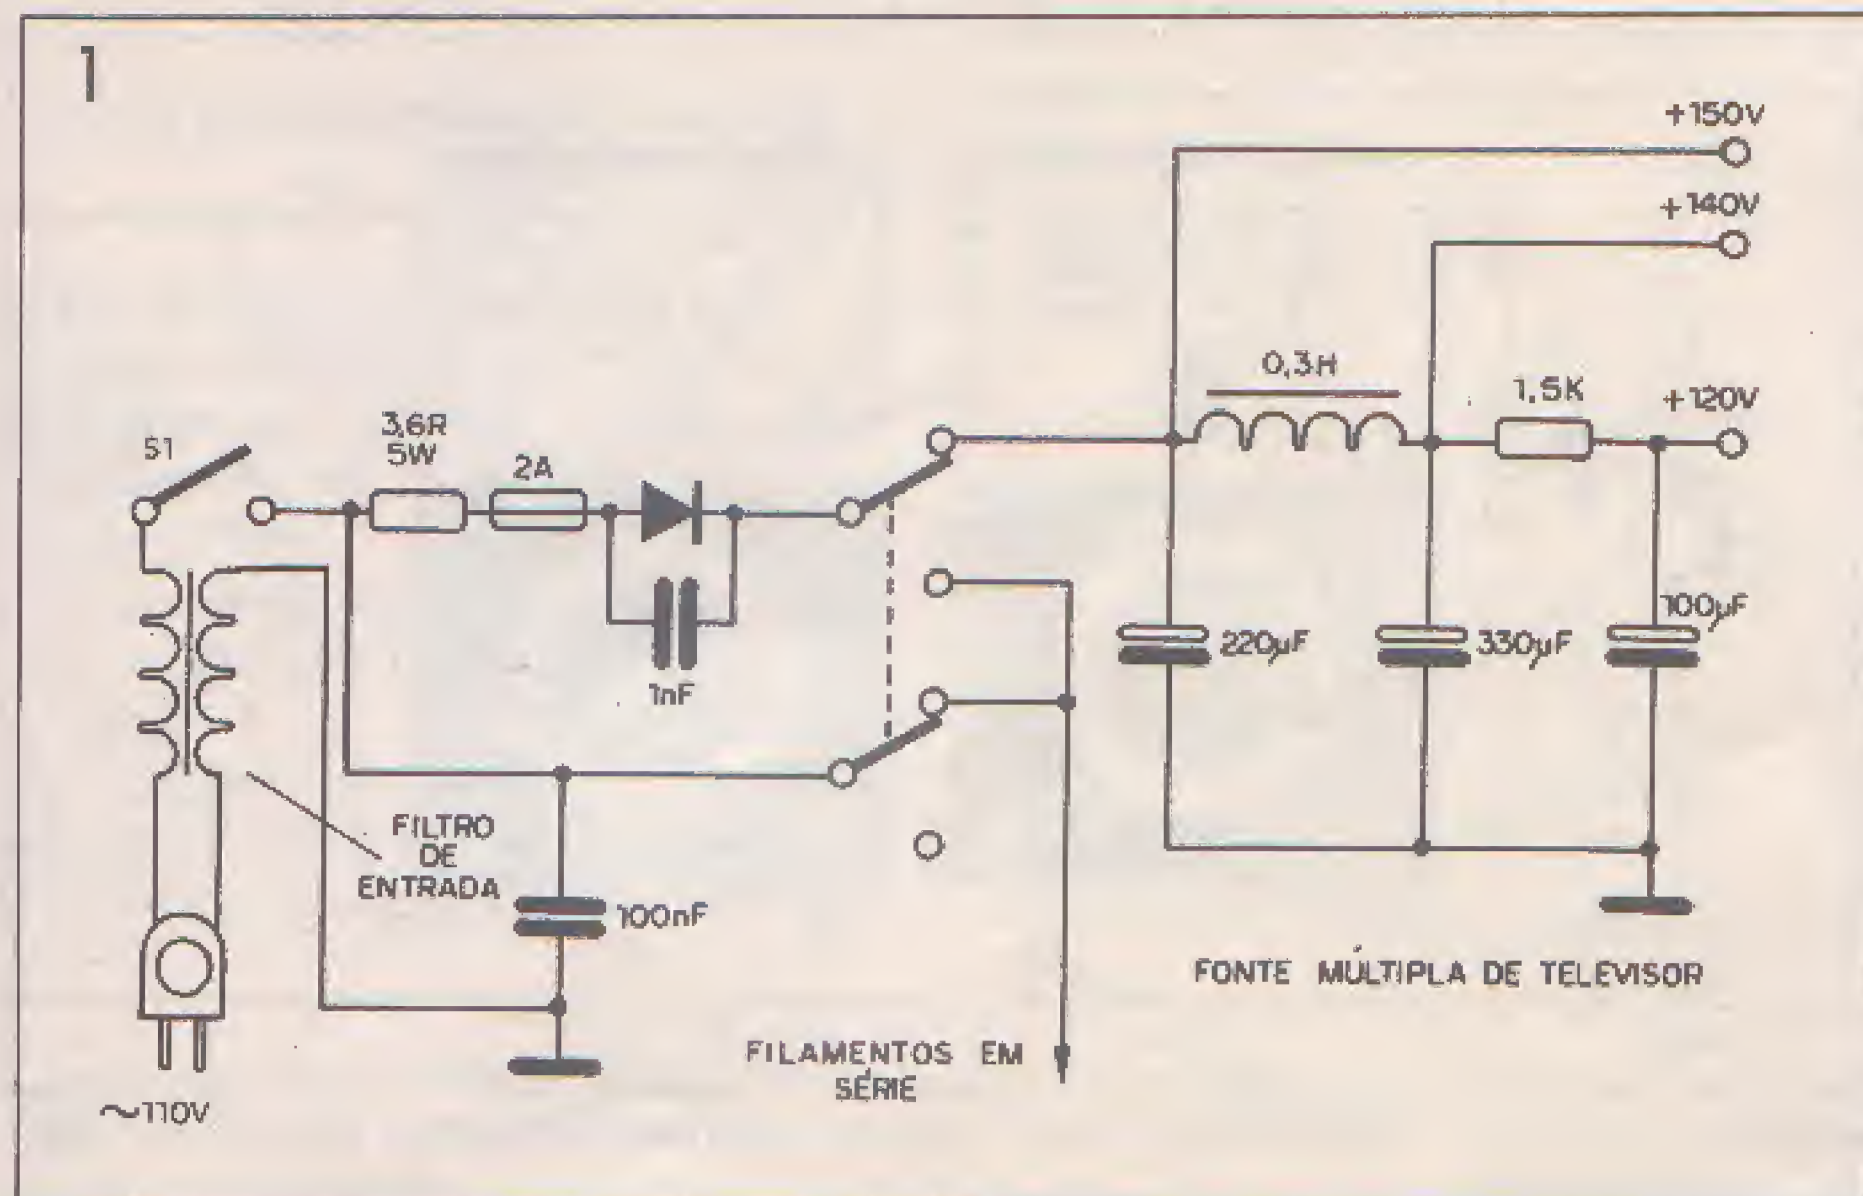 1
+150V
+140V
0,3H
1,5K
+120V
S1
3,6R
5W
2A
1nF
220µF
330µF
100µF
FILTRO
DE
ENTRADA
100nF
FONTE MÚLTIPLA DE TELEVISOR
FILAMENTOS EM
SÉRIE
~110V